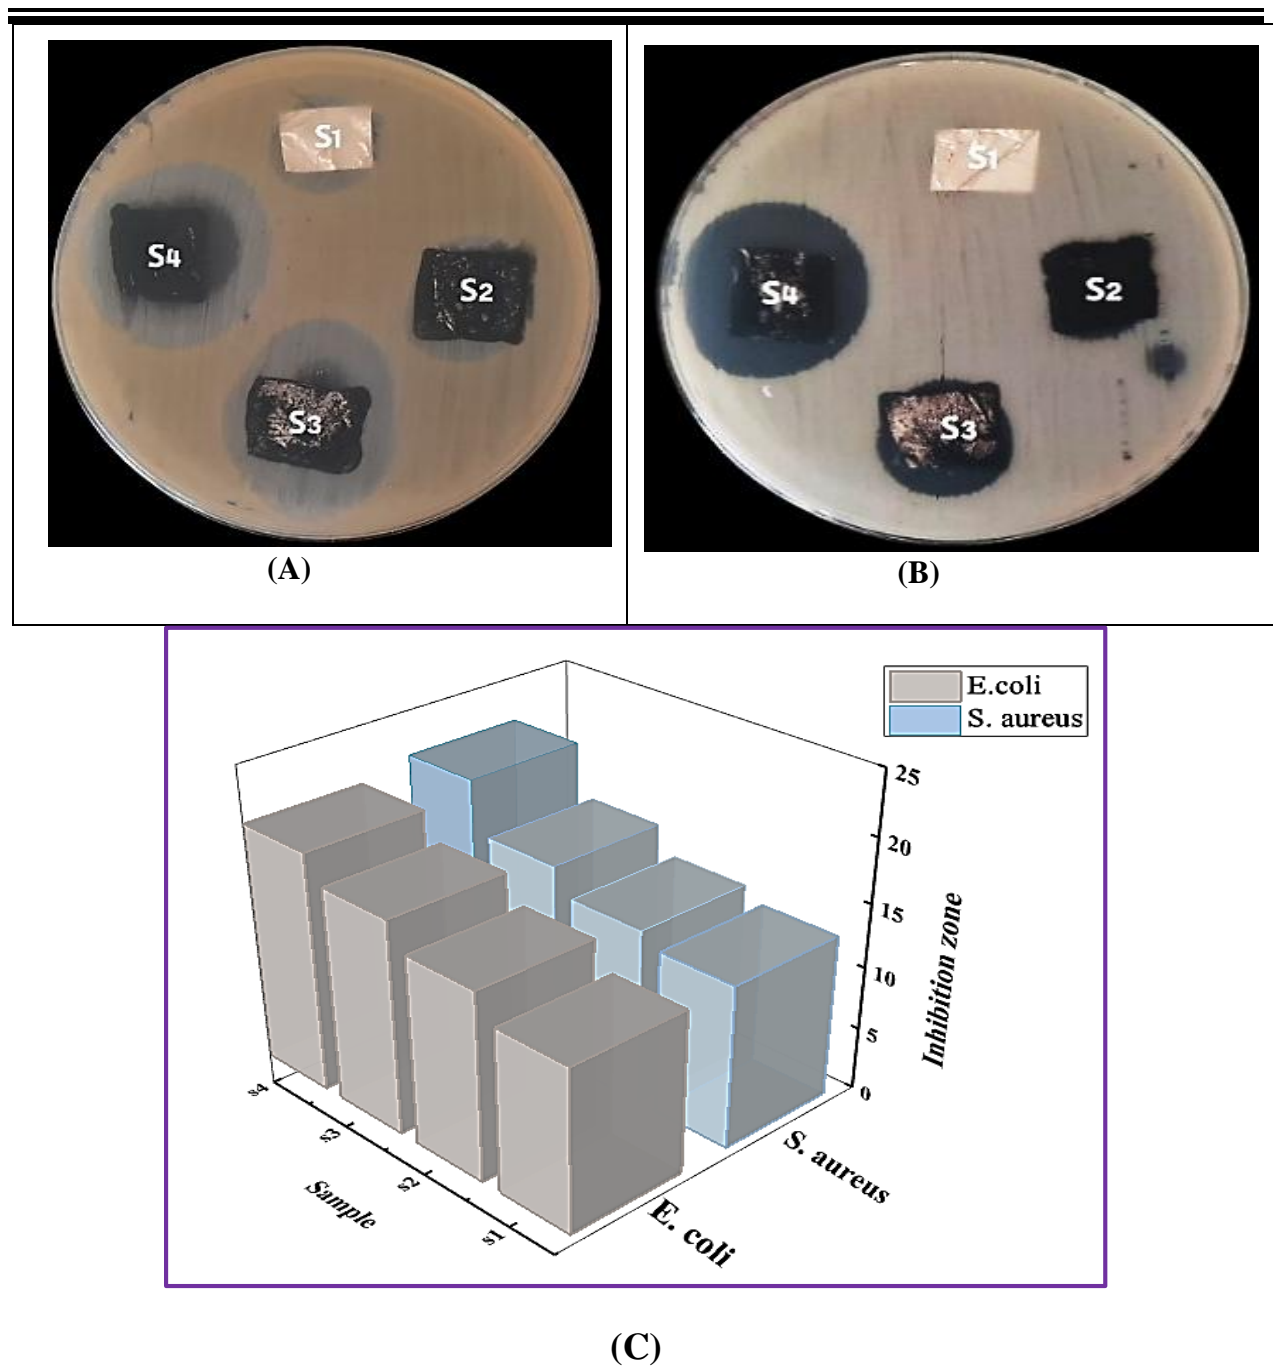 S1
S4
S2
S3
(A)
S1
S4
S2
S3
(B)
E.coli
S. aureus
25
20
15
10
5
0
Inhibition zone
S. aureus
E. coli
s4
s3
s2
s1
Sample
(C)